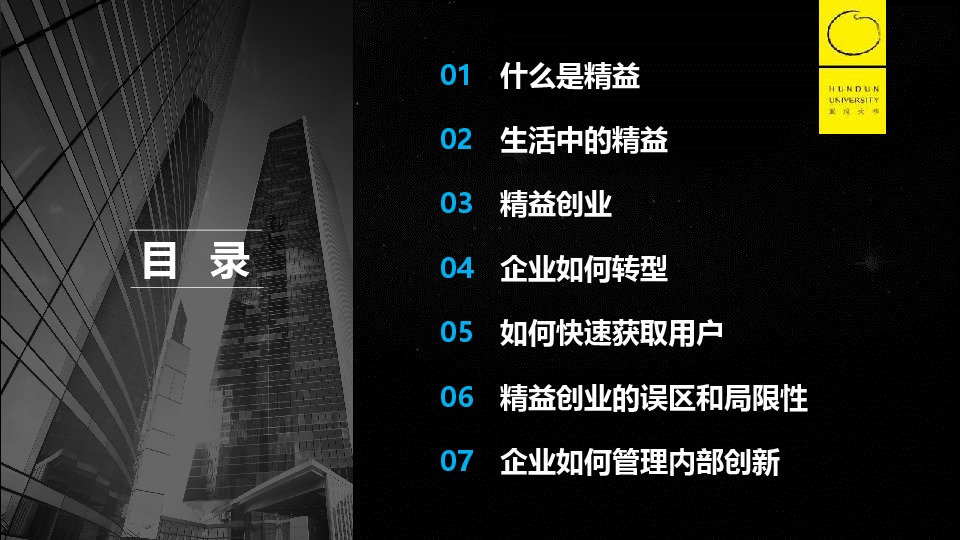 目 录
01 什么是精益
02 生活中的精益
03 精益创业
04 企业如何转型
05 如何快速获取用户
06 精益创业的误区和局限性
07 企业如何管理内部创新
HUNDUN
UNIVERSITY
混沌大学